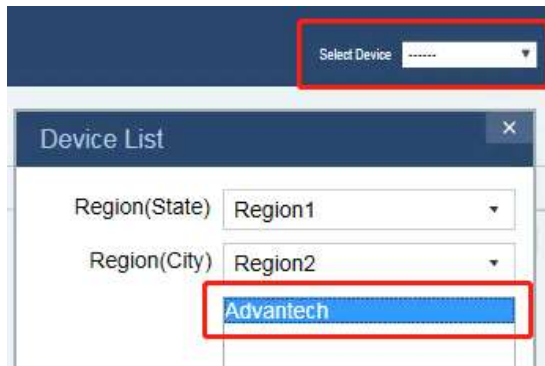 Select Device ------
Device List ×
Region(State) Region1
Region(City) Region2
Advantech